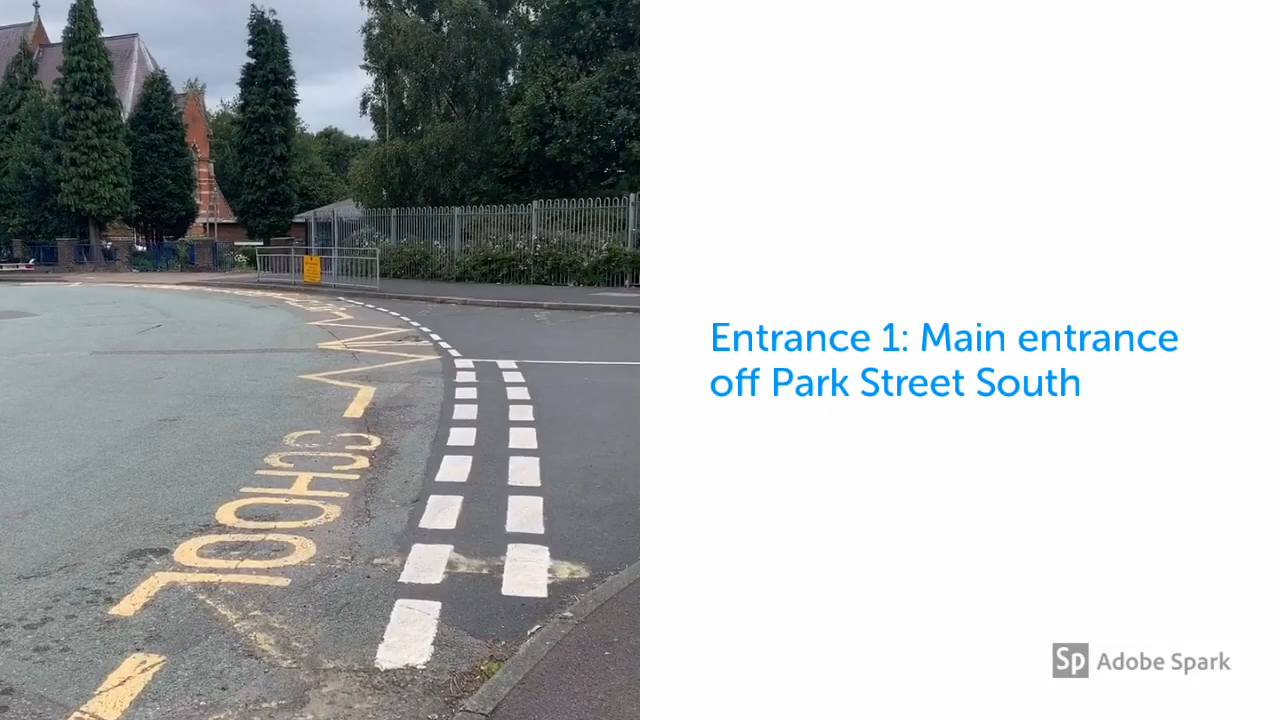 SCHOOL
Entrance 1: Main entrance
off Park Street South
Sp Adobe Spark